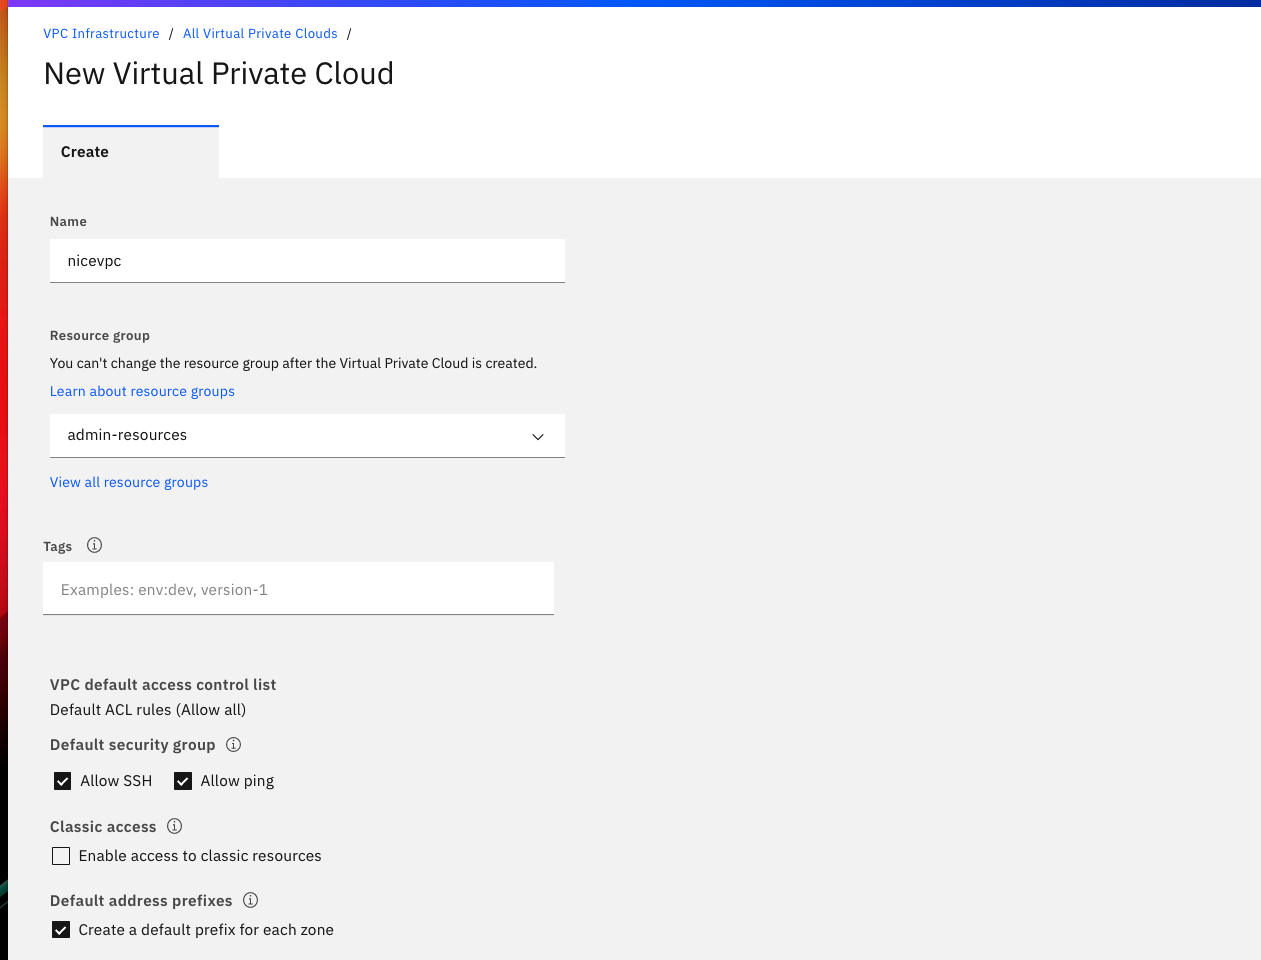 VPC Infrastructure / All Virtual Private Clouds /
New Virtual Private Cloud
Create
Name
nicevpc
Resource group
You can't change the resource group after the Virtual Private Cloud is created.
Learn about resource groups
admin-resources
View all resource groups
Tags
Examples: env:dev, version-1
VPC default access control list
Default ACL rules (Allow all)
Default security group
Allow SSH Allow ping
Classic access
Enable access to classic resources
Default address prefixes
Create a default prefix for each zone